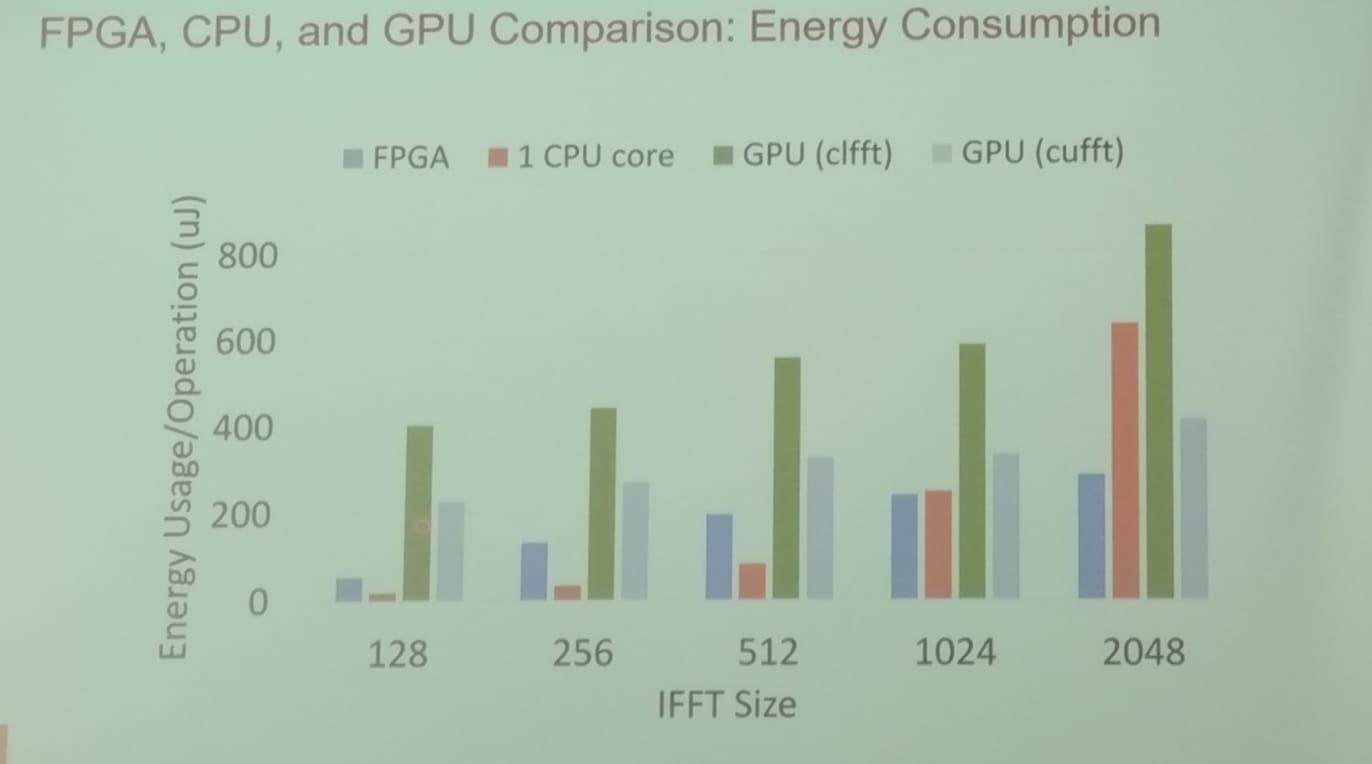 FPGA, CPU, and GPU Comparison: Energy Consumption
FPGA 1 CPU core GPU (clfft) GPU (cufft)
Energy Usage/Operation (uJ)
800
600
400
200
0
128 256 512 1024 2048
IFFT Size